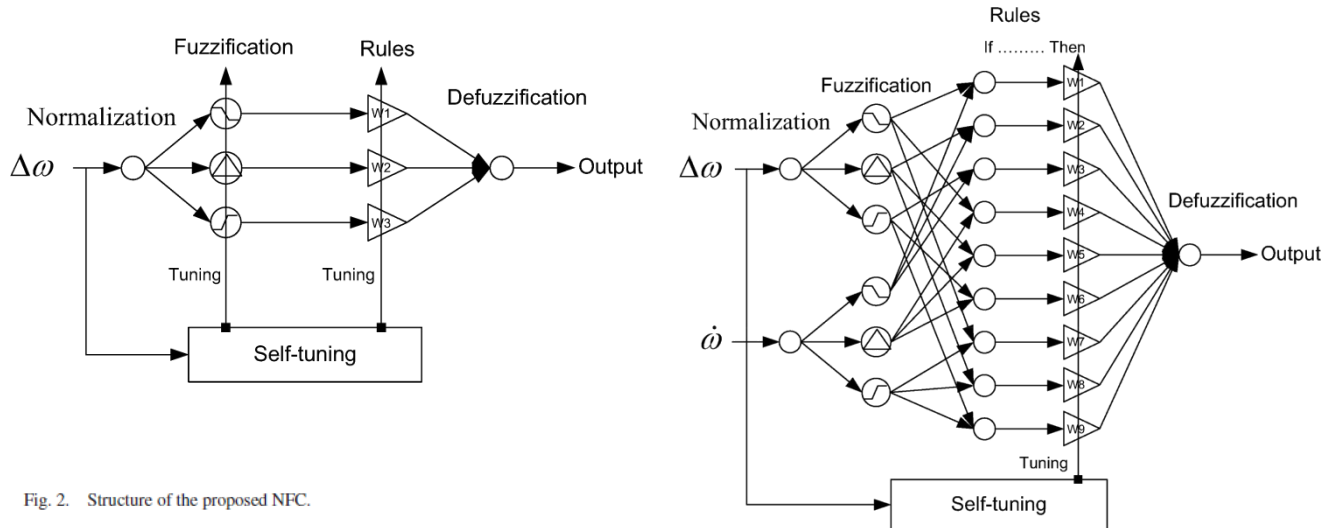 Fuzzification
Rules
Normalization
Defuzzification
Δω
W1
W2
W3
Output
Tuning
Tuning
Self-tuning
Fig. 2. Structure of the proposed NFC.
Rules
If ......... Then
Fuzzification
Normalization
Δω
ω̇
W1
W2
W3
W4
W5
W6
W7
W8
W9
Defuzzification
Output
Tuning
Self-tuning